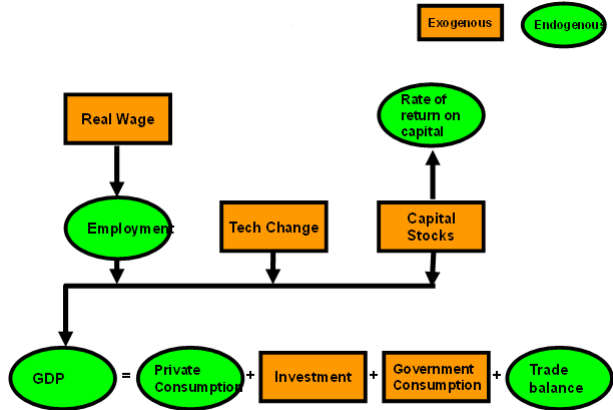 Exogenous
Endogenous
Rate of
return on
capital
Real Wage
Employment
Tech Change
Capital
Stocks
GDP = Private
Consumption + Investment + Government
Consumption + Trade
balance